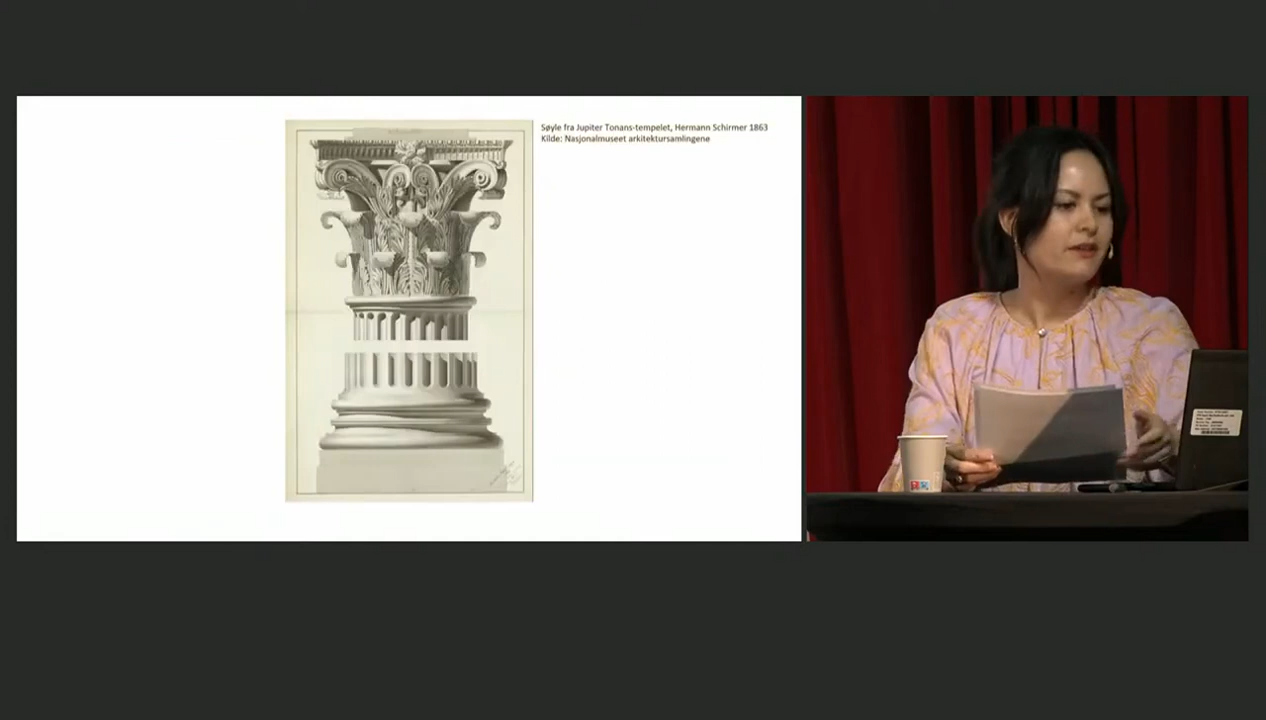 Søyle fra Jupiter Tonans-tempelet, Hermann Schirmer 1863
Kilde: Nasjonalmuseet arkitektursamlingene